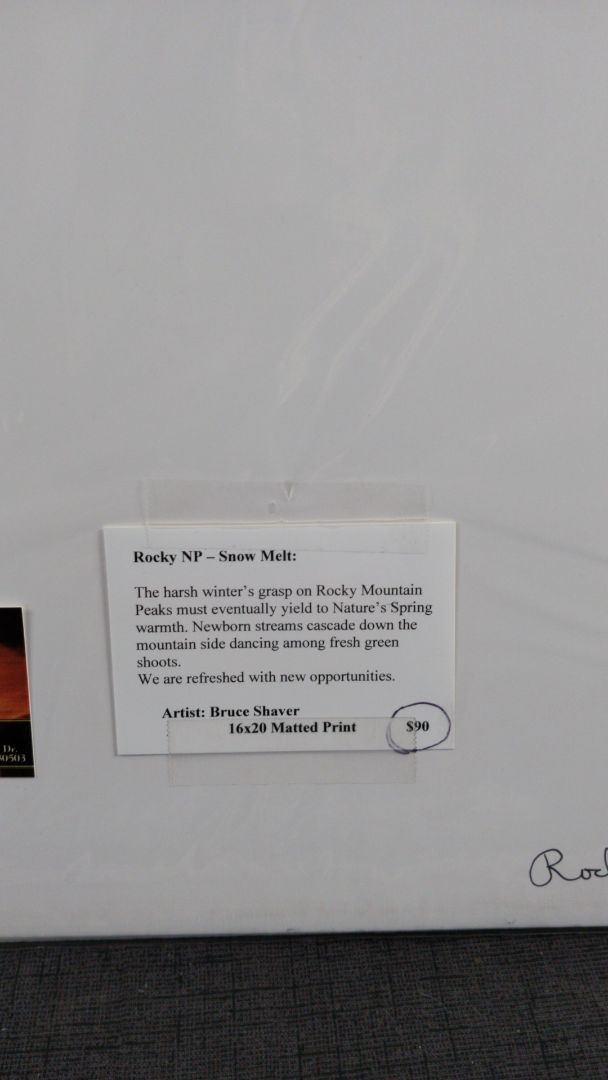 Rocky NP – Snow Melt:
The harsh winter's grasp on Rocky Mountain
Peaks must eventually yield to Nature's Spring
warmth. Newborn streams cascade down the
mountain side dancing among fresh green
shoots.
We are refreshed with new opportunities.
Artist: Bruce Shaver
16x20 Matted Print $90
Dr.
80503